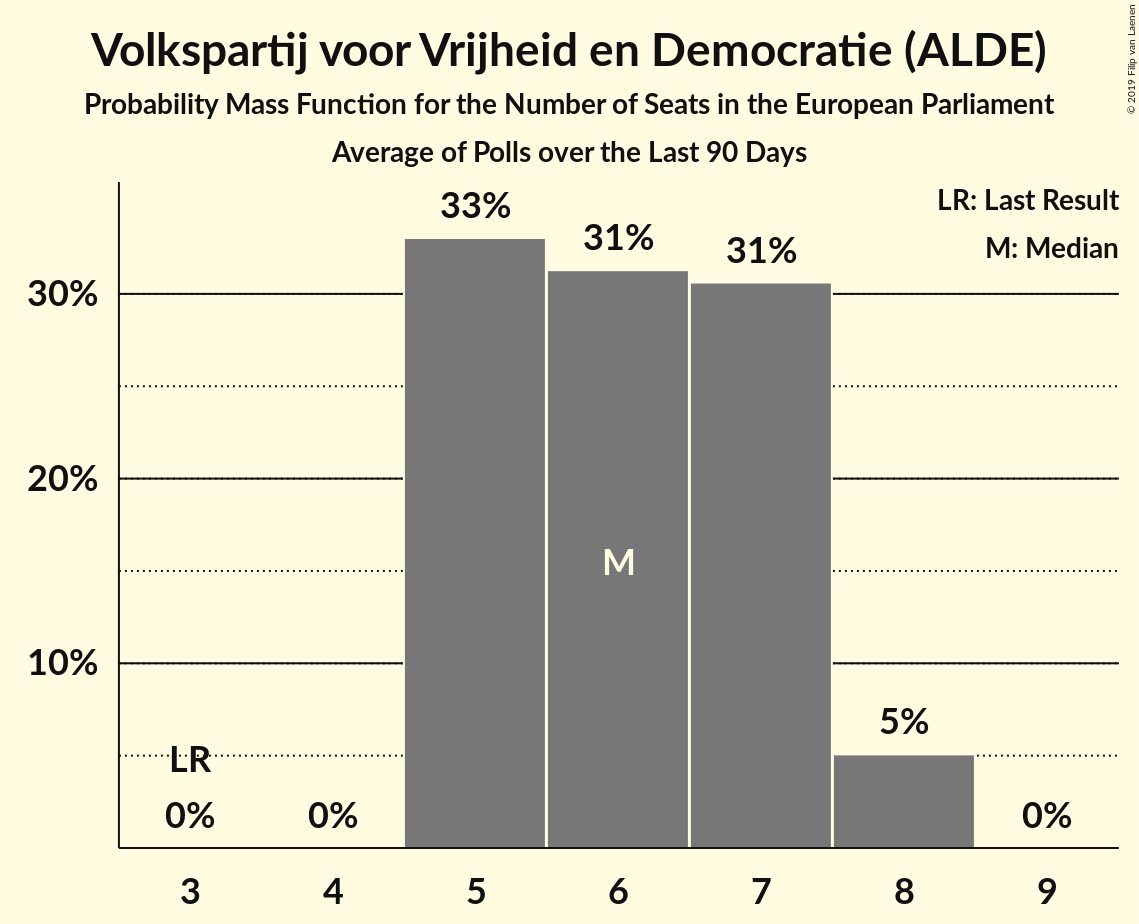 Volkspartij voor Vrijheid en Democratie (ALDE)
Probability Mass Function for the Number of Seats in the European Parliament
Average of Polls over the Last 90 Days
© 2019 Filip van Laenen
LR: Last Result
M: Median
33%
31%
31%
30%
20%
M
10%
5%
LR
0%
0%
0%
3
4
5
6
7
8
9